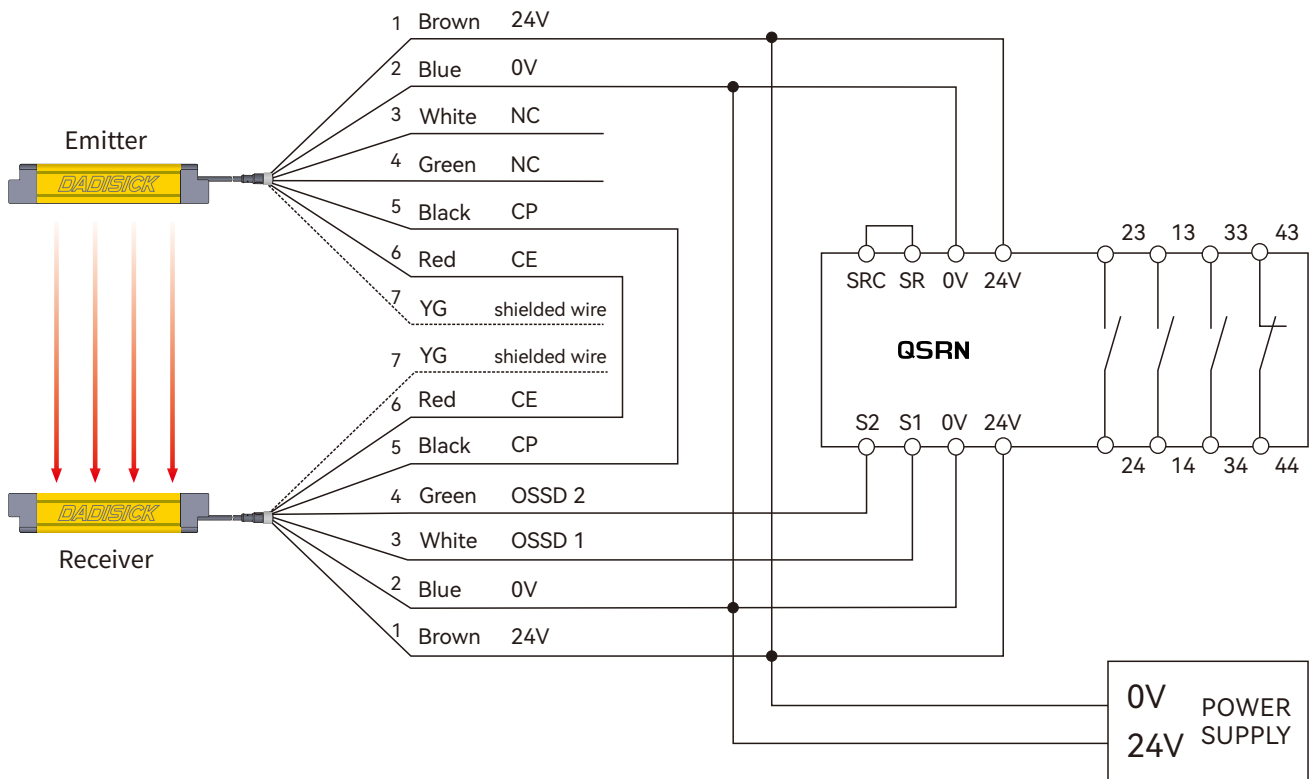 1 Brown 24V
2 Blue 0V
3 White NC
4 Green NC
5 Black CP
6 Red CE
7 YG shielded wire
Emitter
DADISICK
7 YG shielded wire
6 Red CE
5 Black CP
4 Green OSSD 2
3 White OSSD 1
2 Blue 0V
1 Brown 24V
DADISICK
Receiver
23 13 33 43
SRC SR 0V 24V
QSRN
S2 S1 0V 24V
24 14 34 44
0V
24V
POWER
SUPPLY